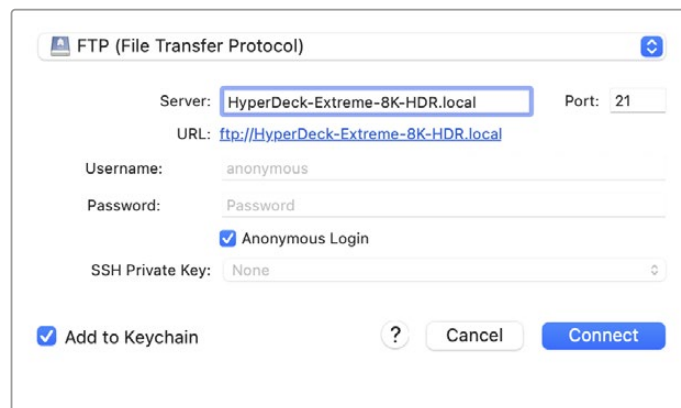 FTP (File Transfer Protocol)
Server: HyperDeck-Extreme-8K-HDR.local Port: 21
URL: ftp://HyperDeck-Extreme-8K-HDR.local
Username: anonymous
Password: Password
Anonymous Login
SSH Private Key: None
Add to Keychain ? Cancel Connect